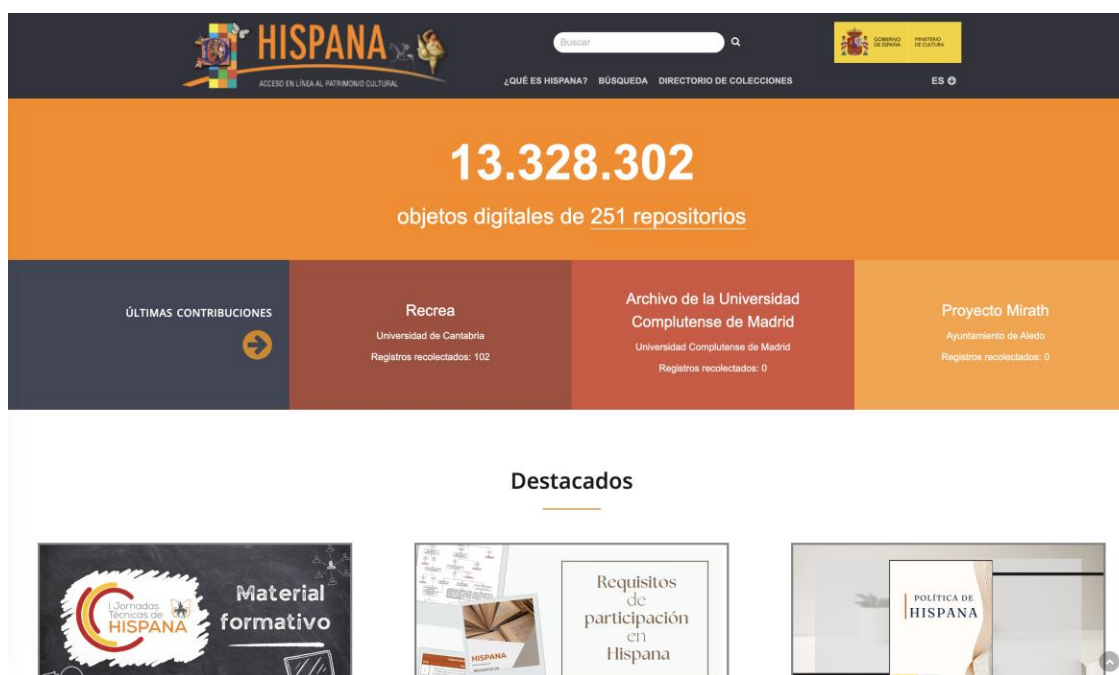 HISPANA
ACCESO EN LÍNEA AL PATRIMONIO CULTURAL
Buscar
GOBIERNO DE ESPAÑA
MINISTERIO DE CULTURA
¿QUÉ ES HISPANA? BÚSQUEDA DIRECTORIO DE COLECCIONES
ES
13.328.302
objetos digitales de 251 repositorios
ÚLTIMAS CONTRIBUCIONES
Recrea
Universidad de Cantabria
Registros recolectados: 102
Archivo de la Universidad
Complutense de Madrid
Universidad Complutense de Madrid
Registros recolectados: 0
Proyecto Mirath
Ayuntamiento de Aledo
Registros recolectados: 0
Destacados
I Jornadas
Técnicas de
HISPANA
Material
formativo
HISPANA
Requisitos
de
participación
en
Hispana
POLÍTICA DE
HISPANA